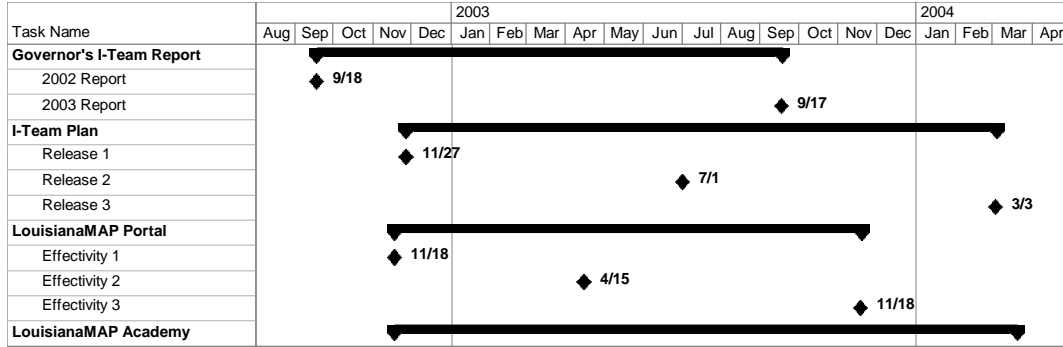 2003 2004
Task Name Aug Sep Oct Nov Dec Jan Feb Mar Apr May Jun Jul Aug Sep Oct Nov Dec Jan Feb Mar Apr
Governor's I-Team Report
2002 Report 9/18
2003 Report 9/17
I-Team Plan
Release 1 11/27
Release 2 7/1
Release 3 3/3
LouisianaMAP Portal
Effectivity 1 11/18
Effectivity 2 4/15
Effectivity 3 11/18
LouisianaMAP Academy